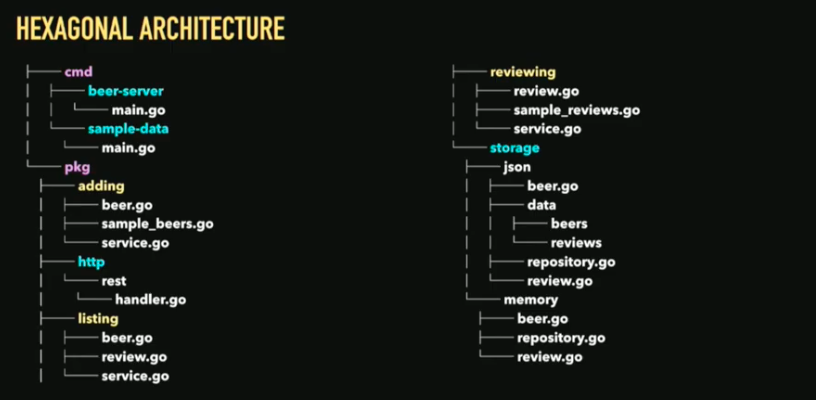 HEXAGONAL ARCHITECTURE
cmd
beer-server
main.go
sample-data
main.go
pkg
adding
beer.go
sample_beers.go
service.go
http
rest
handler.go
listing
beer.go
review.go
service.go
reviewing
review.go
sample_reviews.go
service.go
storage
json
beer.go
data
beers
reviews
repository.go
review.go
memory
beer.go
repository.go
review.go